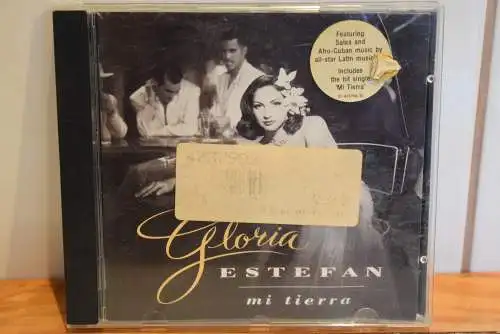 Featuring
Salsa and
Afro-Cuban music by
all-star Latin
Includes
the hit single
'Mi Tierra'
Gloria
ESTEFAN
mi tierra